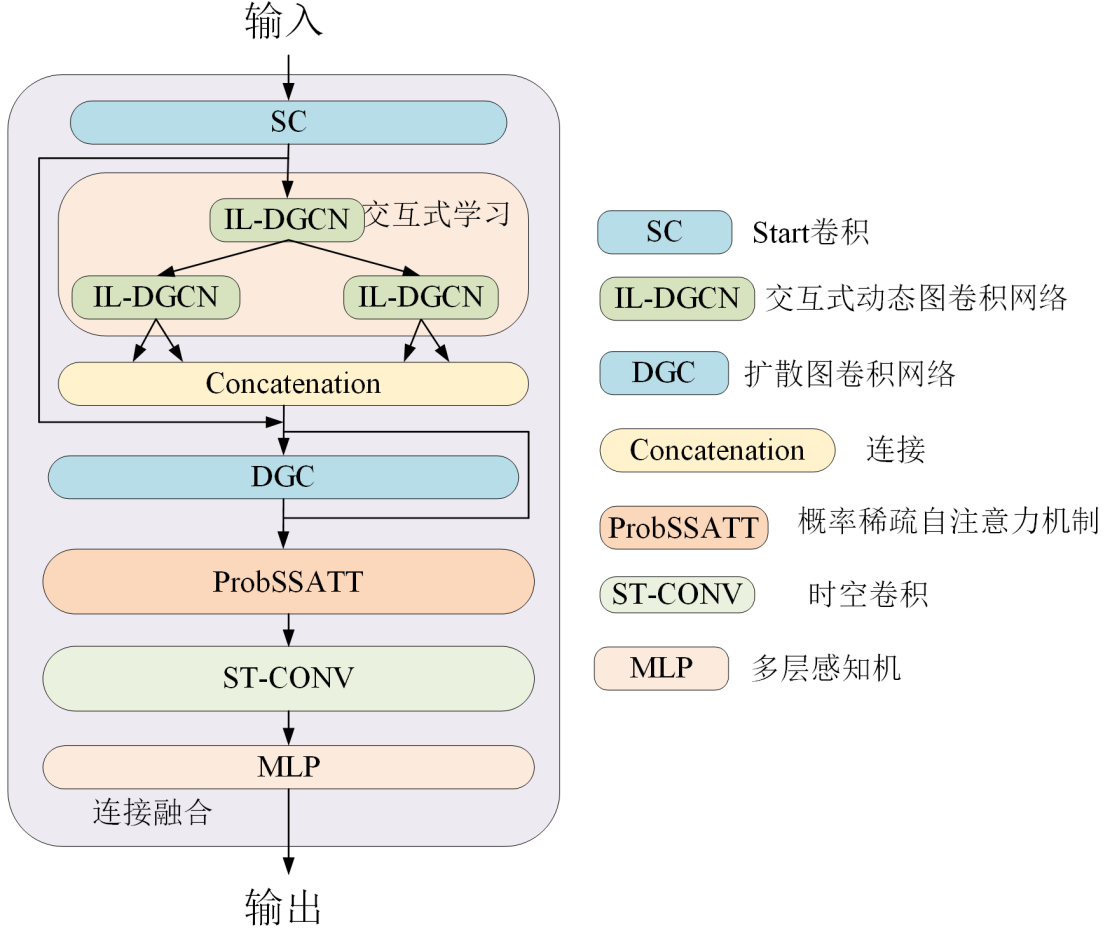 输入
SC
IL-DGCN 交互式学习
IL-DGCN IL-DGCN
Concatenation
DGC
ProbSSATT
ST-CONV
MLP
连接融合
输出
SC Start卷积
IL-DGCN 交互式动态图卷积网络
DGC 扩散图卷积网络
Concatenation 连接
ProbSSATT 概率稀疏自注意力机制
ST-CONV 时空卷积
MLP 多层感知机